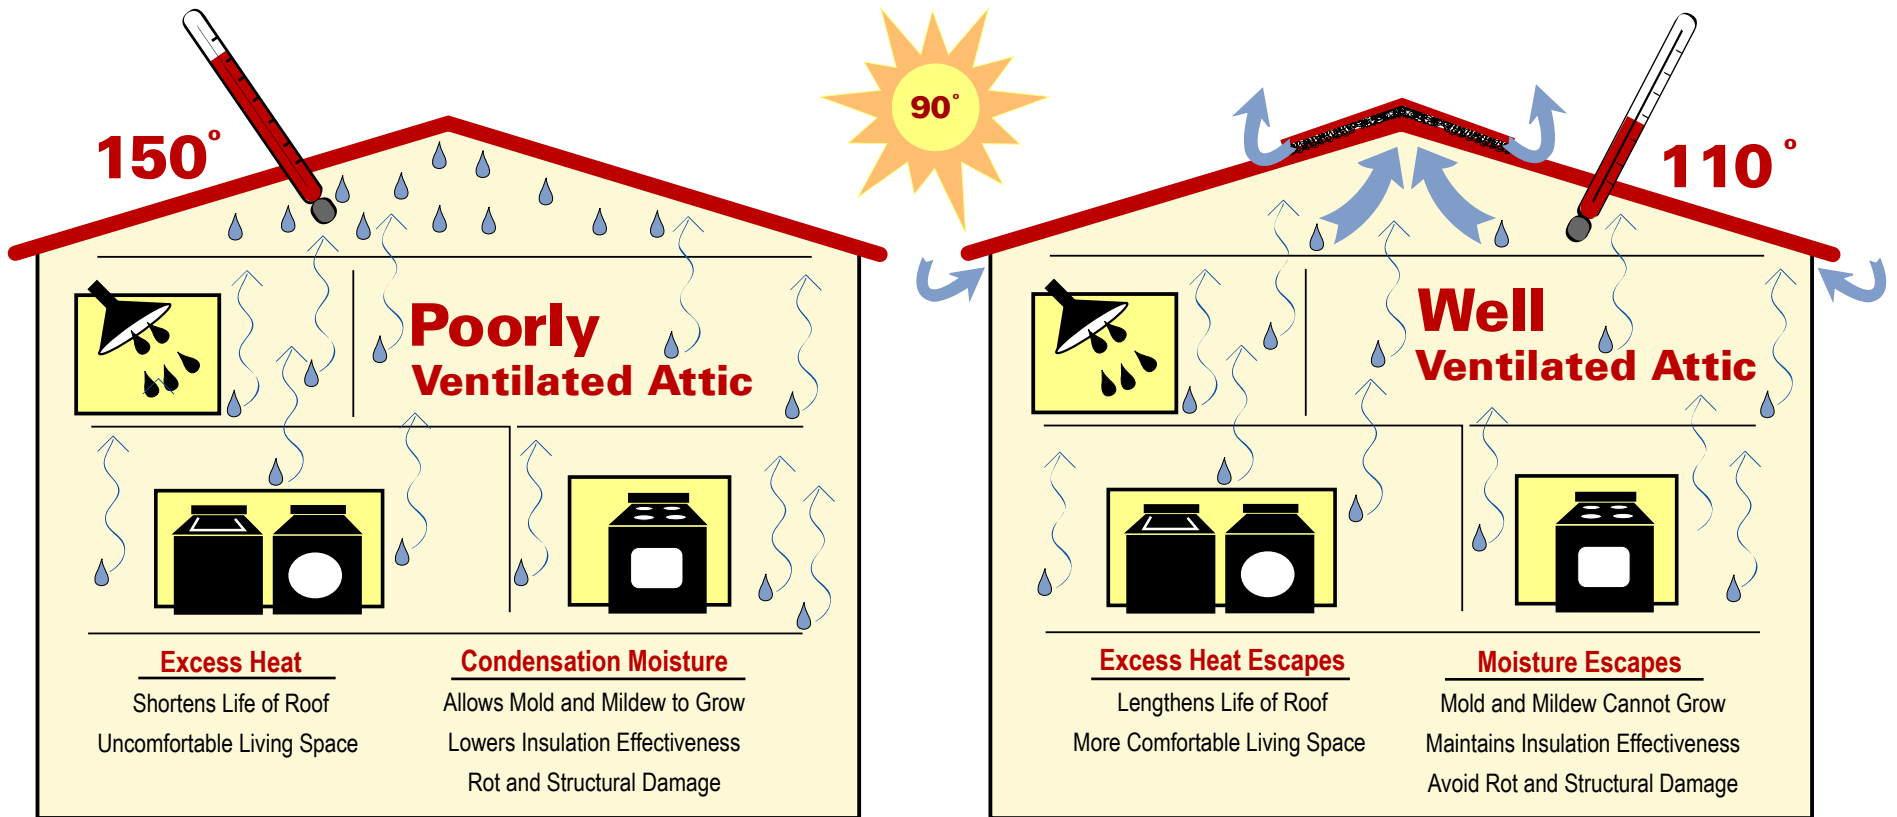 150°
90°
110°
Poorly
Ventilated Attic
Well
Ventilated Attic
Excess Heat
Shortens Life of Roof
Uncomfortable Living Space
Condensation Moisture
Allows Mold and Mildew to Grow
Lowers Insulation Effectiveness
Rot and Structural Damage
Excess Heat Escapes
Lengthens Life of Roof
More Comfortable Living Space
Moisture Escapes
Mold and Mildew Cannot Grow
Maintains Insulation Effectiveness
Avoid Rot and Structural Damage